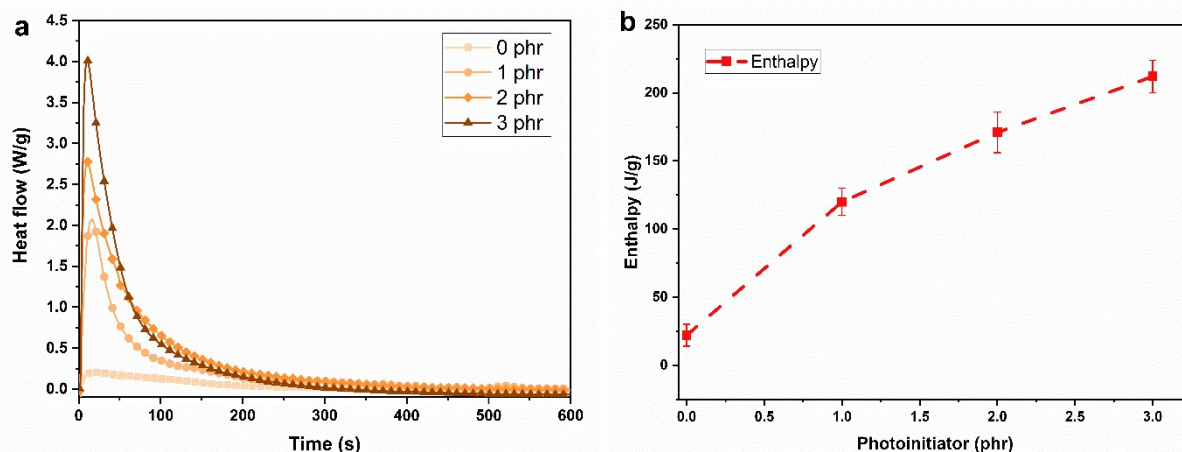 a
4.5
4.0
3.5
3.0
2.5
2.0
1.5
1.0
0.5
0.0
Heat flow (W/g)
0 phr
1 phr
2 phr
3 phr
0 100 200 300 400 500 600
Time (s)
b
250
200
150
100
50
0
Enthalpy (J/g)
Enthalpy
0.0 0.5 1.0 1.5 2.0 2.5 3.0
Photoinitiator (phr)